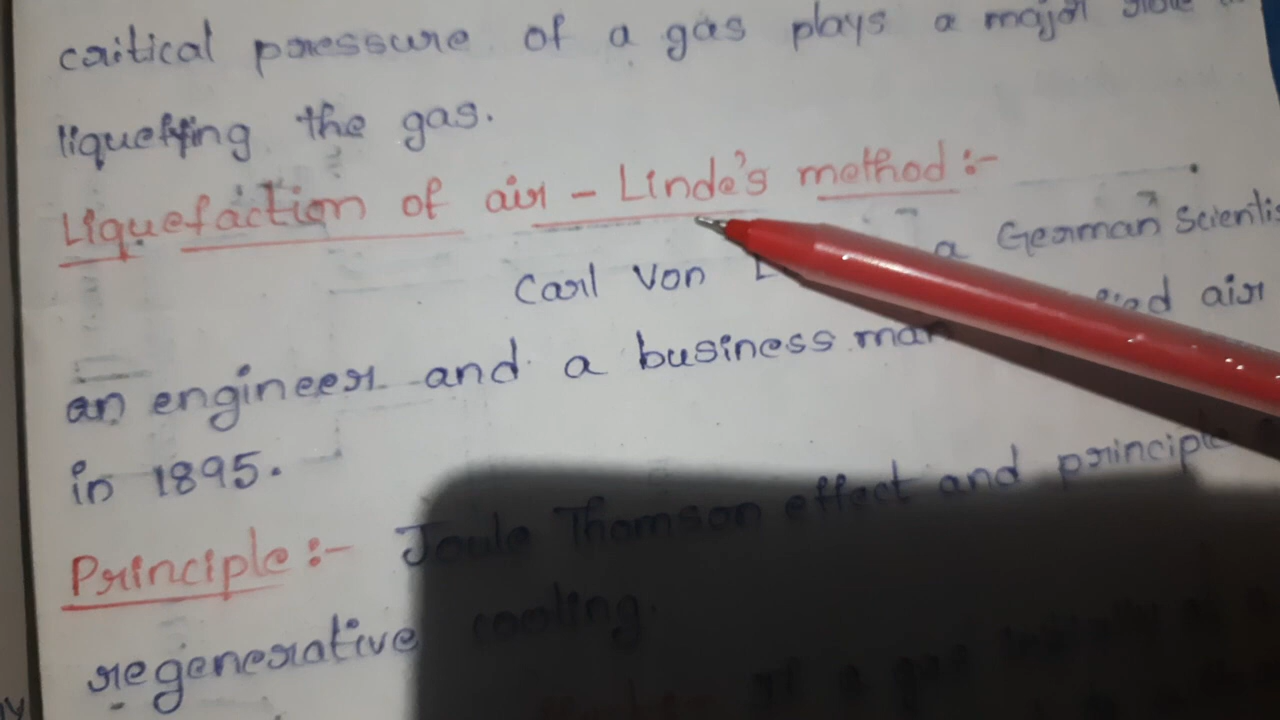 critical pressure of a gas plays a major
liquefying the gas.
Liquefaction of air - Linde's method :-
Carl Von a German Scientis
an engineer and a business man air
in 1895.
Principle :- Joule Thomson effect and principle
regenerative cooling.